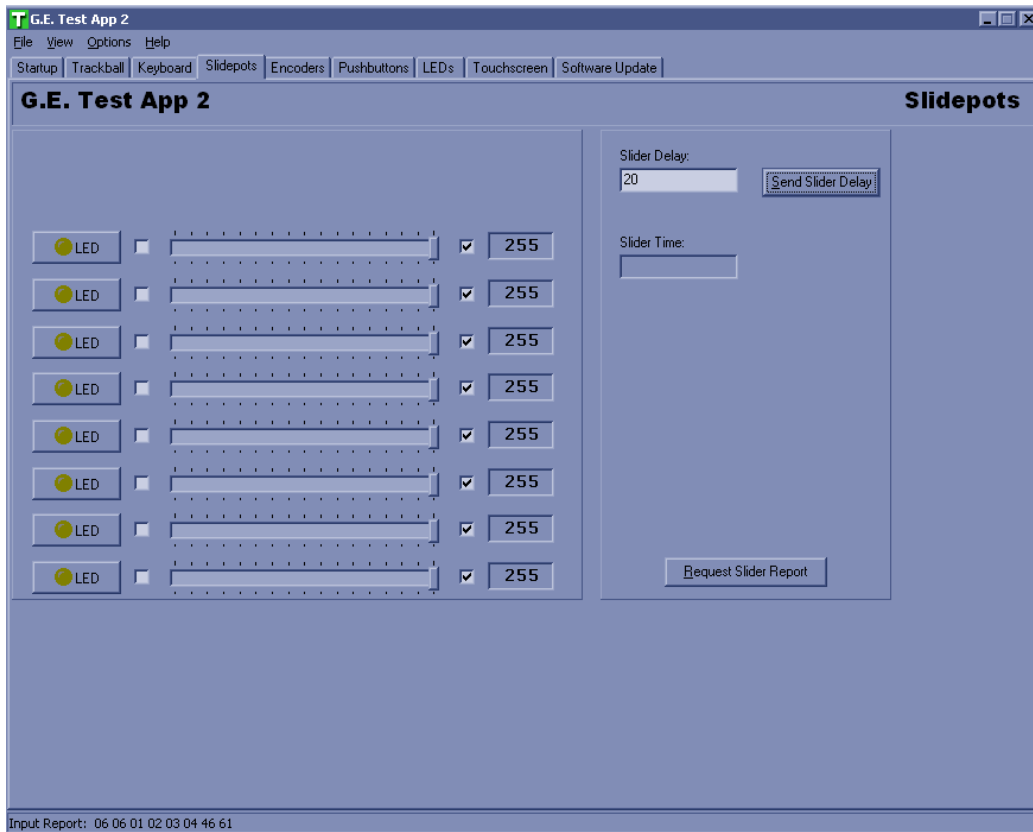 G.E. Test App 2
File View Options Help
Startup Trackball Keyboard Slidepots Encoders Pushbuttons LEDs Touchscreen Software Update
G.E. Test App 2 Slidepots
Slider Delay:
20 Send Slider Delay
Slider Time:
LED 255
LED 255
LED 255
LED 255
LED 255
LED 255
LED 255
LED 255
Request Slider Report
Input Report: 06 06 01 02 03 04 46 61